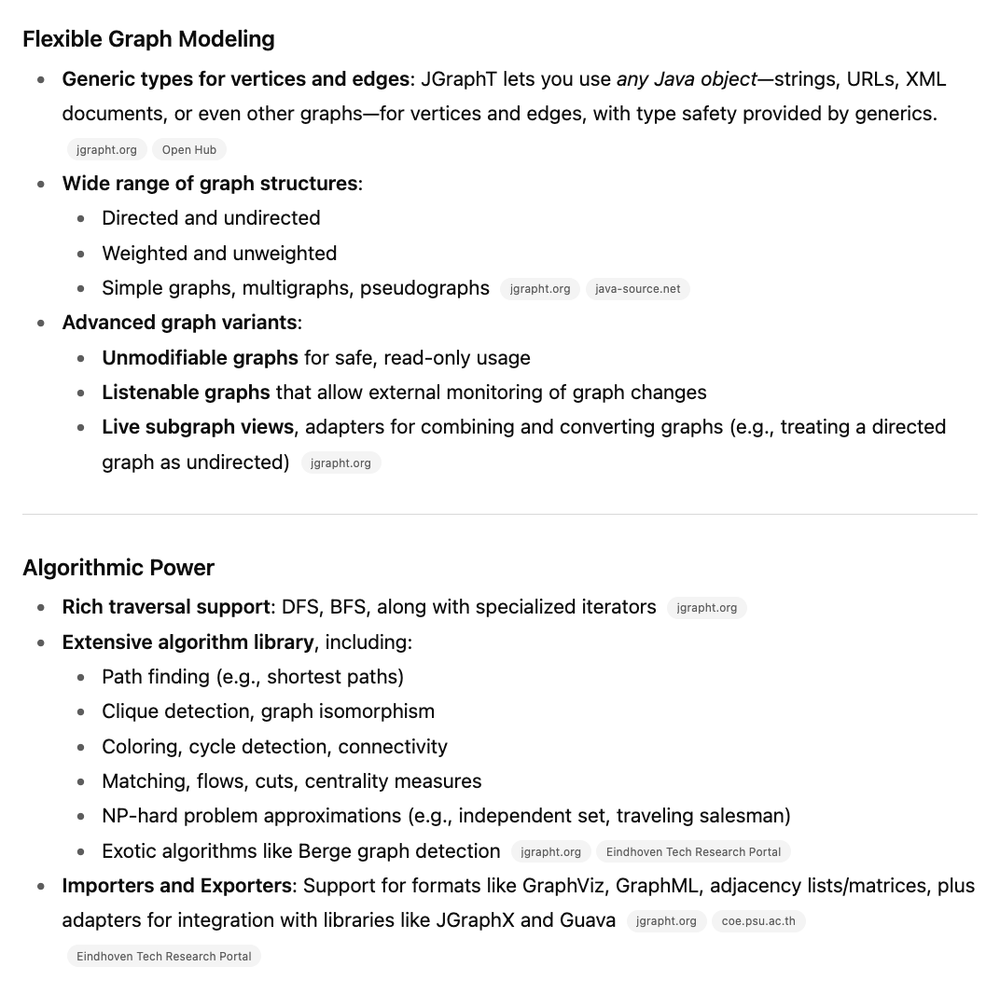 Flexible Graph Modeling
Generic types for vertices and edges: JGraphT lets you use any Java object—strings, URLs, XML
documents, or even other graphs—for vertices and edges, with type safety provided by generics.
jgrapht.org Open Hub
Wide range of graph structures:
Directed and undirected
Weighted and unweighted
Simple graphs, multigraphs, pseudographs jgrapht.org java-source.net
Advanced graph variants:
Unmodifiable graphs for safe, read-only usage
Listenable graphs that allow external monitoring of graph changes
Live subgraph views, adapters for combining and converting graphs (e.g., treating a directed
graph as undirected) jgrapht.org
Algorithmic Power
Rich traversal support: DFS, BFS, along with specialized iterators jgrapht.org
Extensive algorithm library, including:
Path finding (e.g., shortest paths)
Clique detection, graph isomorphism
Coloring, cycle detection, connectivity
Matching, flows, cuts, centrality measures
NP-hard problem approximations (e.g., independent set, traveling salesman)
Exotic algorithms like Berge graph detection jgrapht.org Eindhoven Tech Research Portal
Importers and Exporters: Support for formats like GraphViz, GraphML, adjacency lists/matrices, plus
adapters for integration with libraries like JGraphX and Guava jgrapht.org coe.psu.ac.th
Eindhoven Tech Research Portal